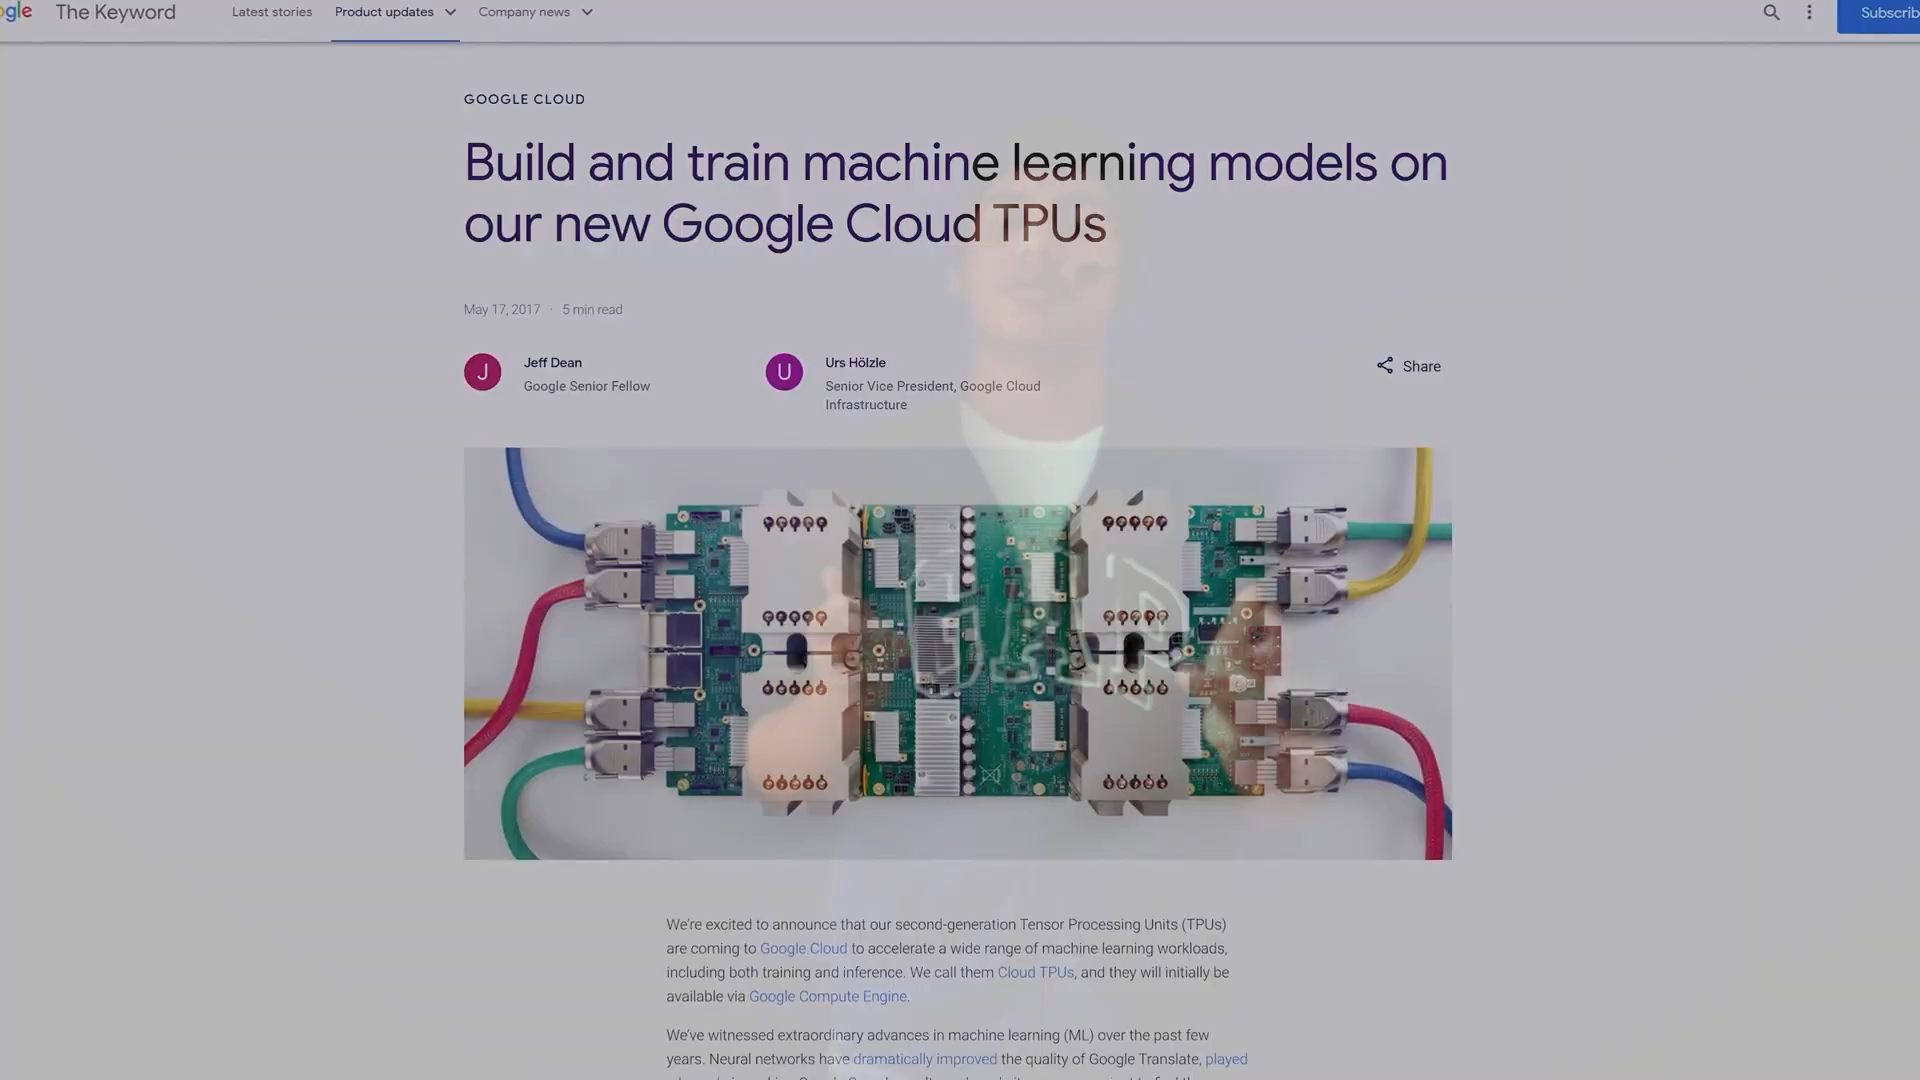 The Keyword
Latest stories
Product updates
Company news
GOOGLE CLOUD
Build and train machine learning models on
our new Google Cloud TPUs
May 17, 2017 · 5 min read
J
Jeff Dean
Google Senior Fellow
U
Urs Hölzle
Senior Vice President, Google Cloud
Infrastructure
Share
We're excited to announce that our second-generation Tensor Processing Units (TPUs)
are coming to Google Cloud to accelerate a wide range of machine learning workloads,
including both training and inference. We call them Cloud TPUs, and they will initially be
available via Google Compute Engine.
We've witnessed extraordinary advances in machine learning (ML) over the past few
years. Neural networks have dramatically improved the quality of Google Translate, played